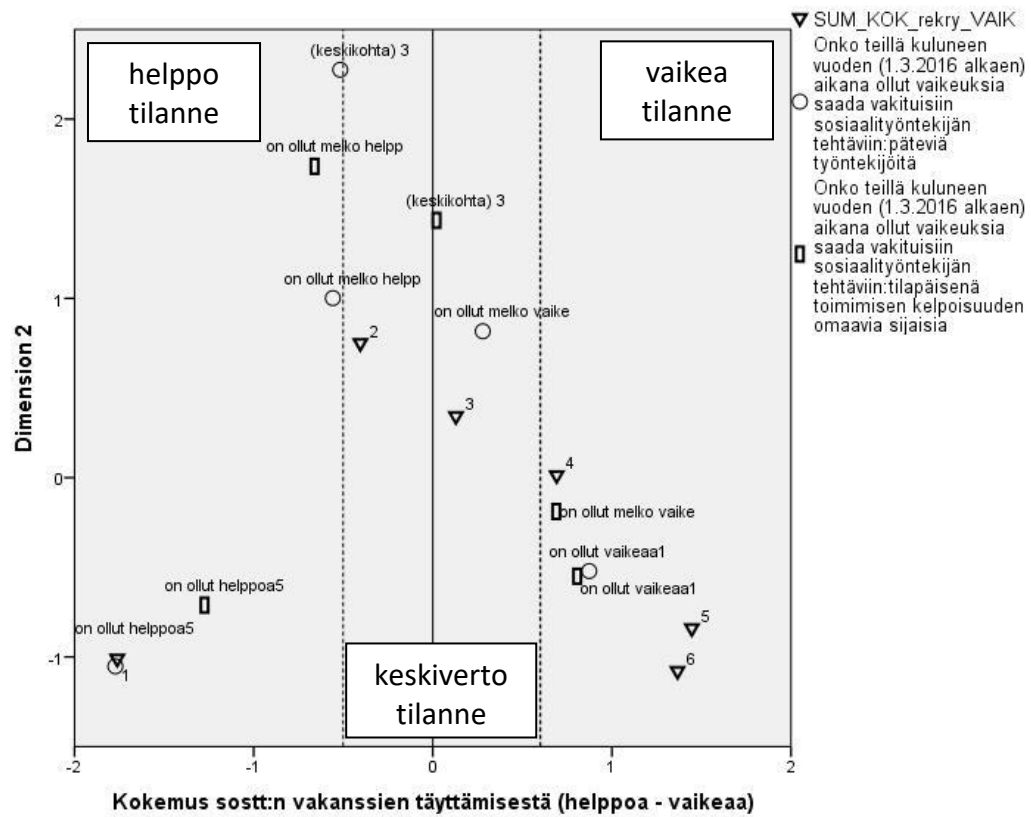 SUM_KOK_rekry_VAIK
Onko teillä kuluneen
vuoden (1.3.2016 alkaen)
aikana ollut vaikeuksia
saada vakituisiin
sosiaalityöntekijän
tehtäviin:päteviä
työntekijöitä
Onko teillä kuluneen
vuoden (1.3.2016 alkaen)
aikana ollut vaikeuksia
saada vakituisiin
sosiaalityöntekijän
tehtäviin:tilapäisenä
toimimisen kelpoisuuden
omaavia sijaisia
helppo
tilanne
vaikea
tilanne
keskiverto
tilanne
(keskikohta) 3
on ollut melko helpp
(keskikohta) 3
on ollut melko helpp
on ollut melko vaike
2
3
4
on ollut melko vaike
on ollut vaikeaa1
on ollut vaikeaa1
on ollut helppoa5
on ollut helppoa5
1
5
6
Dimension 2
2
1
0
-1
-2
-1
0
1
2
Kokemus sostt:n vakanssien täyttämisestä (helppoa - vaikeaa)